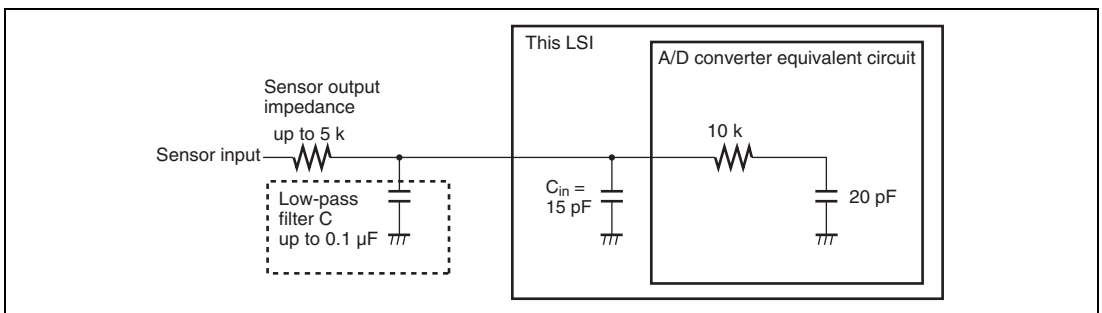 This LSI
A/D converter equivalent circuit
Sensor output
impedance
up to 5 k
10 k
Sensor input
Low-pass
filter C
up to 0.1 µF
Cin =
15 pF
20 pF